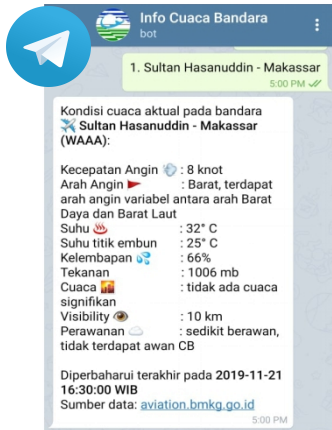 Info Cuaca Bandara
bot
1. Sultan Hasanuddin - Makassar
5:00 PM
Kondisi cuaca aktual pada bandara
✈️ Sultan Hasanuddin - Makassar
(WAAA):
Kecepatan Angin 💨 : 8 knot
Arah Angin 🚩 : Barat, terdapat
arah angin variabel antara arah Barat
Daya dan Barat Laut
Suhu ♨️ : 32° C
Suhu titik embun : 25° C
Kelembapan 💦 : 66%
Tekanan : 1006 mb
Cuaca 🌇 : tidak ada cuaca
signifikan
Visibility 👁 : 10 km
Perawanan ☁️ : sedikit berawan,
tidak terdapat awan CB
Diperbaharui terakhir pada 2019-11-21
16:30:00 WIB
Sumber data: aviation.bmkg.go.id
5:00 PM